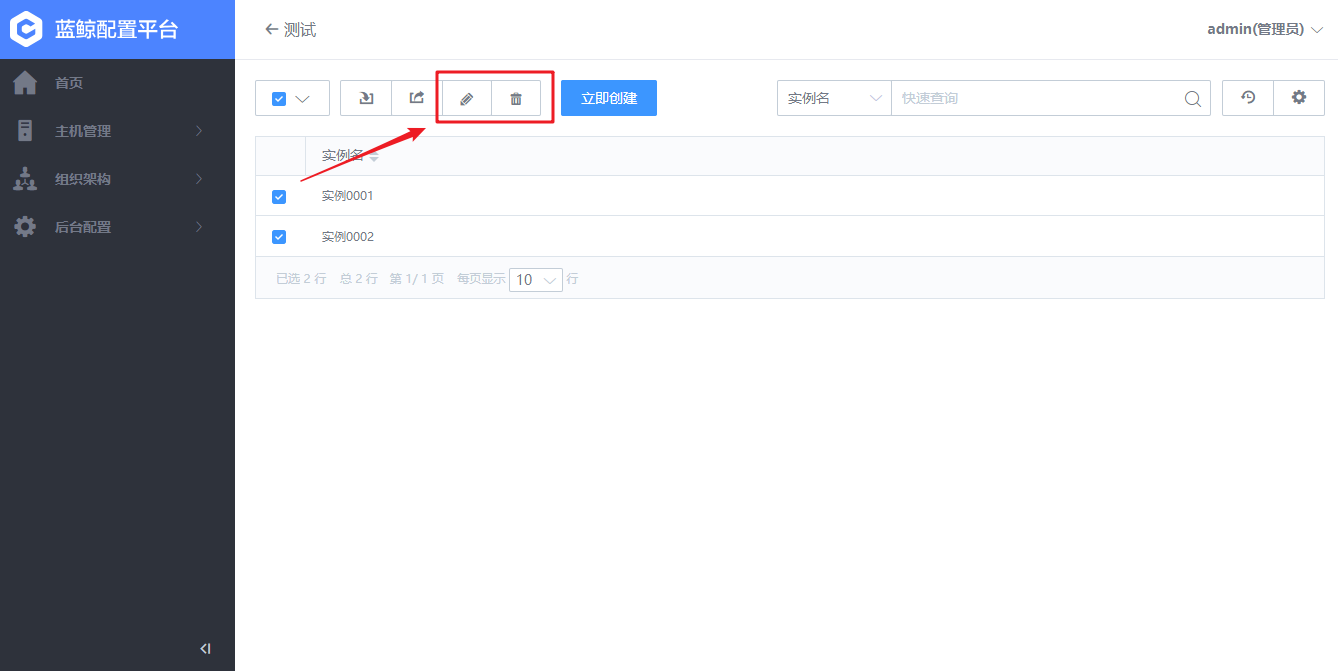 蓝鲸配置平台
首页
主机管理
组织架构
后台配置
测试
admin(管理员)
立即创建
实例名 快速查询
实例名
实例0001
实例0002
已选 2 行 总 2 行 第 1/ 1 页 每页显示 10 行